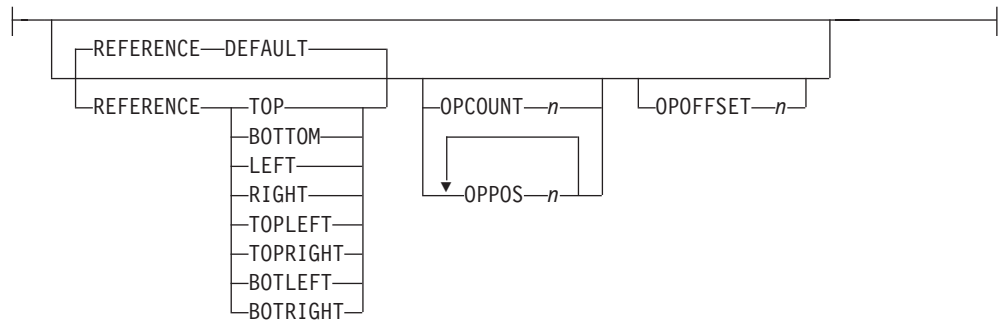 REFERENCE DEFAULT
REFERENCE TOP OPCOUNT n OPOFFSET n
BOTTOM
LEFT
RIGHT OPPOS n
TOPLEFT
TOPRIGHT
BOTLEFT
BOTRIGHT